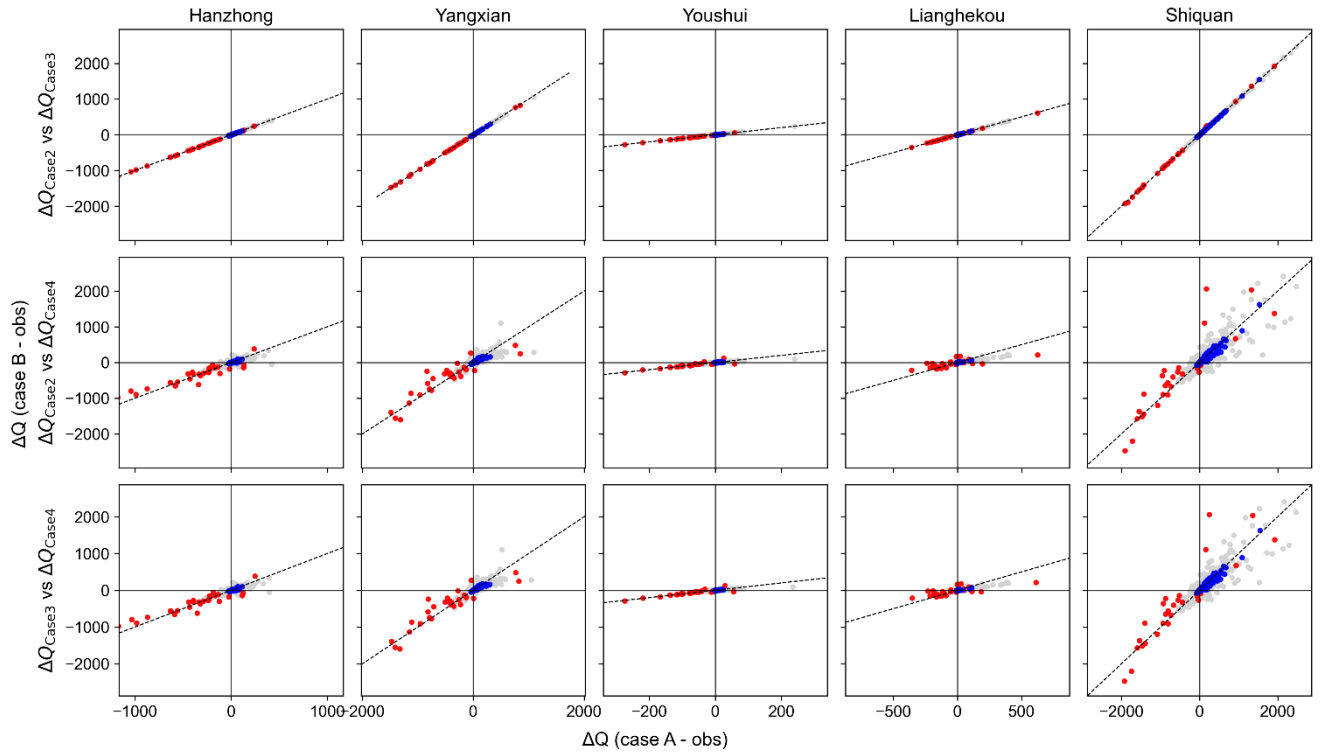 Hanzhong Yangxian Youshui Lianghekou Shiquan
ΔQ (case B - obs)
ΔQCase2 vs ΔQCase3
2000
1000
0
−1000
−2000
ΔQCase2 vs ΔQCase4
2000
1000
0
−1000
−2000
ΔQCase3 vs ΔQCase4
2000
1000
0
−1000
−2000
−1000 0 1000 −2000 0 2000 −200 0 200 −500 0 500 −2000 0 2000
ΔQ (case A - obs)